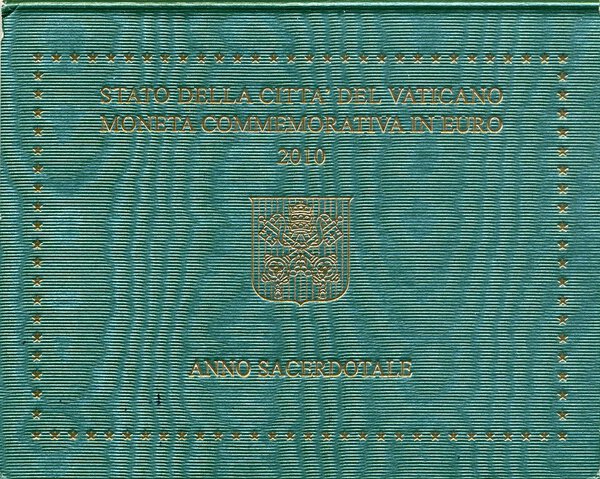 STATO DELLA CITTA' DEL VATICANO
MONETA COMMEMORATIVA IN EURO
2010
ANNO SACERDOTALE